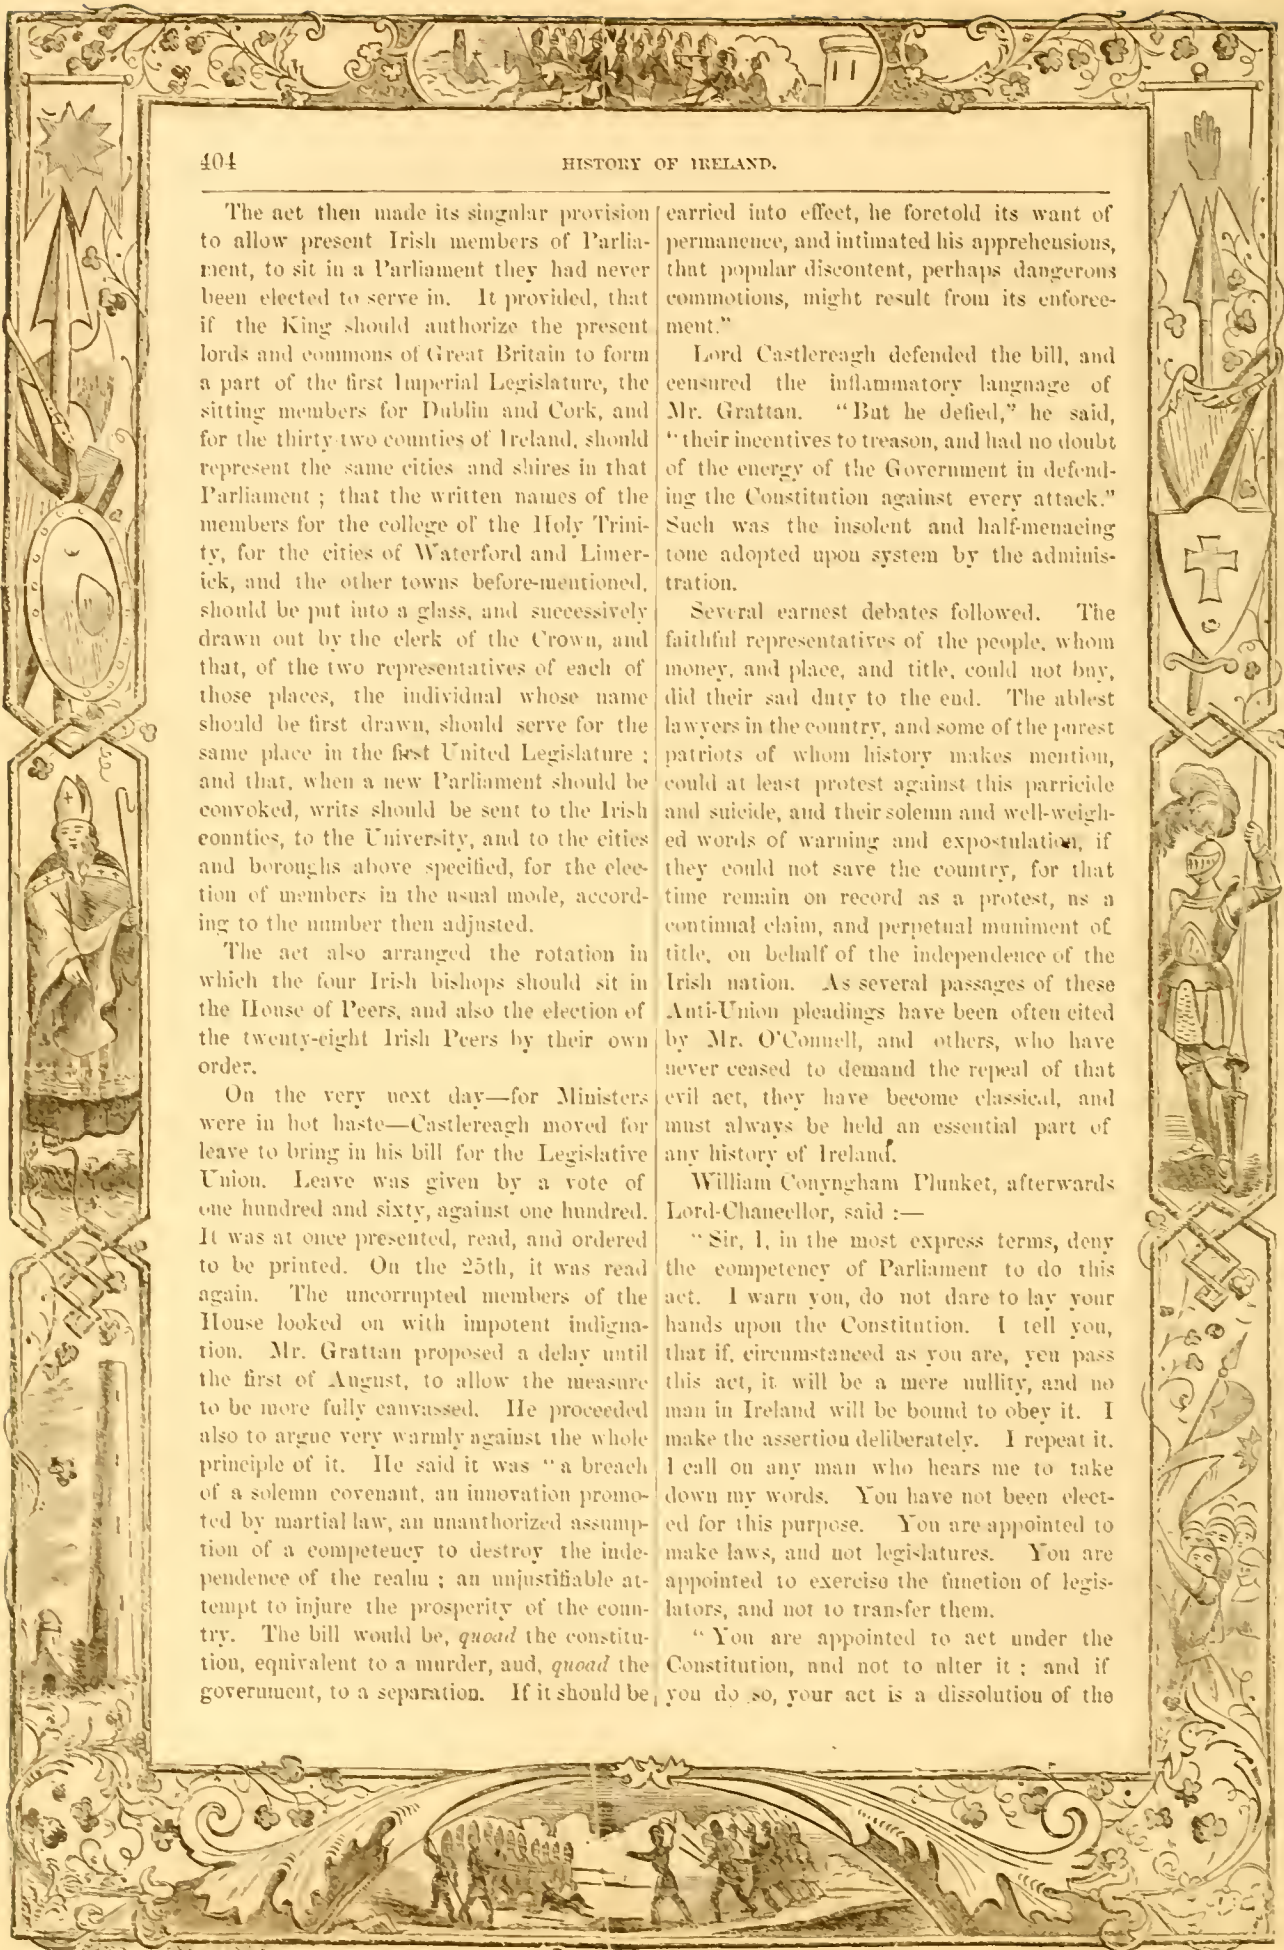 404
HISTORY OF IRELAND.
The act then made its singular provision
to allow present Irish members of Parlia-
ment, to sit in a Parliament they had never
been elected to serve in. It provided, that
if the King should authorize the present
lords and commons of Great Britain to form
a part of the first Imperial Legislature, the
sitting members for Dublin and Cork, and
for the thirty-two counties of Ireland, should
represent the same cities and shires in that
Parliament ; that the written names of the
members for the college of the Holy Trini-
ty, for the cities of Waterford and Limer-
ick, and the other towns before-mentioned,
should be put into a glass, and successively
drawn out by the clerk of the Crown, and
that, of the two representatives of each of
those places, the individual whose name
should be first drawn, should serve for the
same place in the first United Legislature ;
and that, when a new Parliament should be
convoked, writs should be sent to the Irish
counties, to the University, and to the cities
and boroughs above specified, for the elec-
tion of members in the usual mode, accord-
ing to the number then adjusted.
The act also arranged the rotation in
which the four Irish bishops should sit in
the House of Peers, and also the election of
the twenty-eight Irish Peers by their own
order.
On the very next day—for Ministers
were in hot haste—Castlereagh moved for
leave to bring in his bill for the Legislative
Union. Leave was given by a vote of
one hundred and sixty, against one hundred.
It was at once presented, read, and ordered
to be printed. On the 25th, it was read
again. The uncorrupted members of the
House looked on with impotent indigna-
tion. Mr. Grattan proposed a delay until
the first of August, to allow the measure
to be more fully canvassed. He proceeded
also to argue very warmly against the whole
principle of it. He said it was “a breach
of a solemn covenant, an innovation promo-
ted by martial law, an unauthorized assump-
tion of a competency to destroy the inde-
pendence of the realm ; an unjustifiable at-
tempt to injure the prosperity of the coun-
try. The bill would be, quoad the constitu-
tion, equivalent to a murder, and, quoad the
government, to a separation. If it should be
carried into effect, he foretold its want of
permanence, and intimated his apprehensions,
that popular discontent, perhaps dangerous
commotions, might result from its enforce-
ment.”
Lord Castlereagh defended the bill, and
censured the inflammatory language of
Mr. Grattan. “But he defied,” he said,
“their incentives to treason, and had no doubt
of the energy of the Government in defend-
ing the Constitution against every attack.”
Such was the insolent and half-menacing
tone adopted upon system by the adminis-
tration.
Several earnest debates followed. The
faithful representatives of the people, whom
money, and place, and title, could not buy,
did their sad duty to the end. The ablest
lawyers in the country, and some of the purest
patriots of whom history makes mention,
could at least protest against this parricide
and suicide, and their solemn and well-weigh-
ed words of warning and expostulation, if
they could not save the country, for that
time remain on record as a protest, as a
continual claim, and perpetual muniment of
title, on behalf of the independence of the
Irish nation. As several passages of these
Anti-Union pleadings have been often cited
by Mr. O'Connell, and others, who have
never ceased to demand the repeal of that
evil act, they have become classical, and
must always be held an essential part of
any history of Ireland.
William Conyngham Plunket, afterwards
Lord-Chancellor, said :—
“Sir, I, in the most express terms, deny
the competency of Parliament to do this
act. I warn you, do not dare to lay your
hands upon the Constitution. I tell you,
that if, circumstanced as you are, you pass
this act, it will be a mere nullity, and no
man in Ireland will be bound to obey it. I
make the assertion deliberately. I repeat it.
I call on any man who hears me to take
down my words. You have not been elect-
ed for this purpose. You are appointed to
make laws, and not legislatures. You are
appointed to exercise the function of legis-
lators, and not to transfer them.
“You are appointed to act under the
Constitution, and not to alter it ; and if
you do so, your act is a dissolution of the